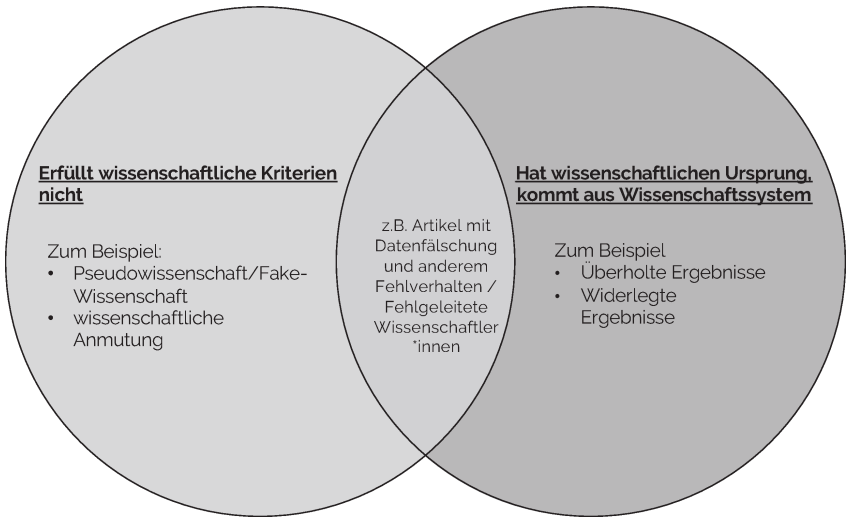 Erfüllt wissenschaftliche Kriterien
nicht
Zum Beispiel:
• Pseudowissenschaft/Fake-
Wissenschaft
• wissenschaftliche
Anmutung
z.B. Artikel mit
Datenfälschung
und anderem
Fehlverhalten /
Fehlgeleitete
Wissenschaftler
*innen
Hat wissenschaftlichen Ursprung,
kommt aus Wissenschaftssystem
Zum Beispiel
• Überholte Ergebnisse
• Widerlegte
Ergebnisse